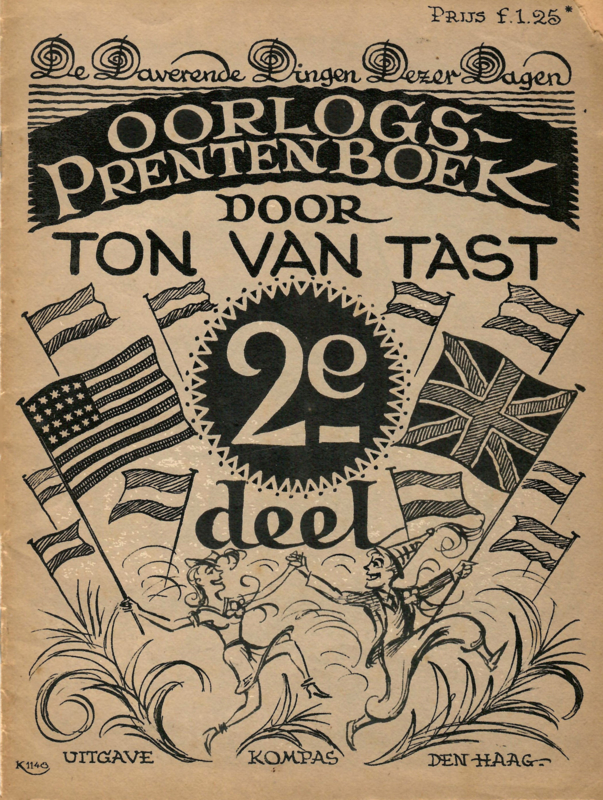 PRIJS f.1.25*
De Daverende Dingen Dezer Dagen
OORLOGS-
PRENTENBOEK
DOOR
TON VAN TAST
2e
deel
UITGAVE KOMPAS DEN HAAG
K1146